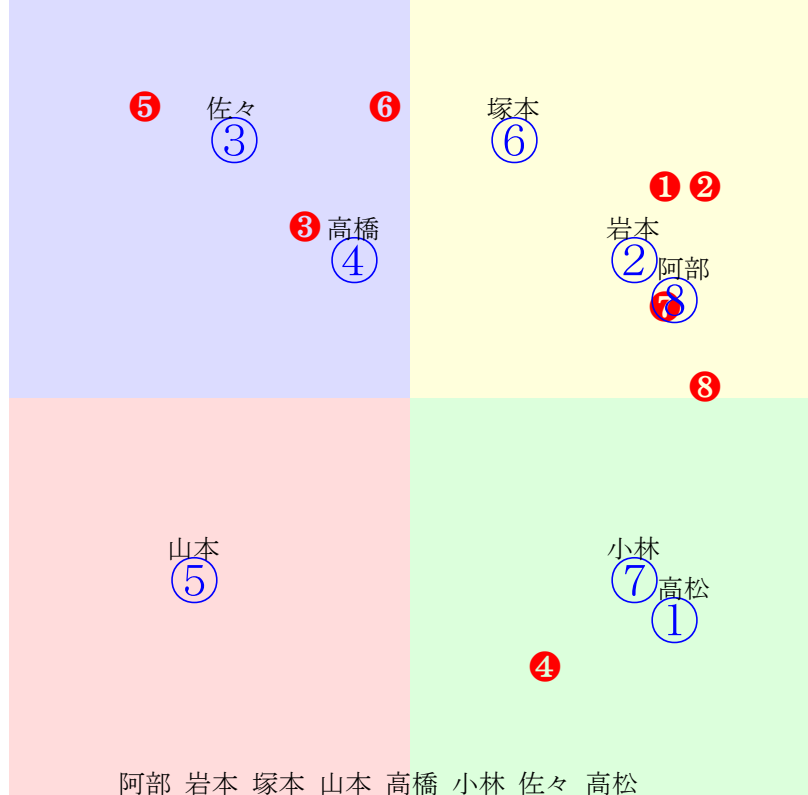 ❺ 佐々 ❻ 塚本
③ ⑥
❶ ❷
❸ 高橋 岩本
④ ② 阿部
❼ ⑧
❽
山本 小林
⑤ ⑦ 高松
①
❹
阿部 岩本 塚本 山本 高橋 小林 佐々 高松